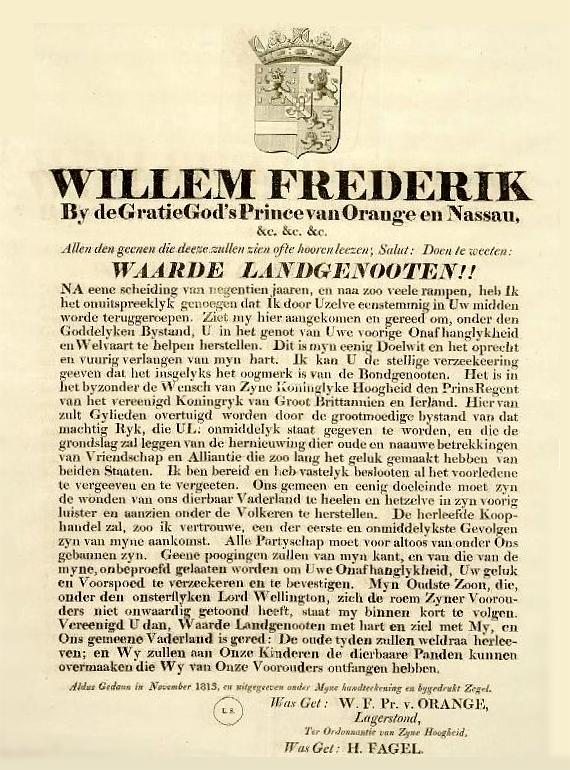 WILLEM FREDERIK
By de Gratie God's Prince van Orange en Nassau,
&c. &c. &c.
Allen den geenen die deeze zullen zien ofte hooren leezen; Salut: Doen te weeten:
WAARDE LANDGENOOTEN!!
NA eene scheiding van negentien jaaren, en naa zoo veele rampen, heb Ik
het onuitspreeklyk genoegen dat Ik door Uzelve eenstemmig in Uw midden
worde teruggeroepen. Ziet my hier aangekomen en gereed om, onder den
Goddelyken Bystand, U in het genot van Uwe voorige Onafhanglykheid
en Welvaart te helpen herstellen. Dit is myn eenig Doelwit en het oprecht
en vuurig verlangen van myn hart. Ik kan U de stellige verzeekeering
geeven dat het insgelyks het oogmerk is van de Bondgenooten. Het is in
het byzonder de Wensch van Zyne Koninglyke Hoogheid den Prins Regent
van het vereenigd Koningryk van Groot Brittannien en Ierland. Hier van
zult Gylieden overtuigd worden door de grootmoedige bystand van dat
machtig Ryk, die UL: onmiddelyk staat gegeven te worden, en die de
grondslag zal leggen van de hernieuwing dier oude en naauwe betrekkingen
van Vriendschap en Alliantie die zoo lang het geluk gemaakt hebben van
beiden Staaten. Ik ben bereid en heb vastelyk beslooten al het voorledene
te vergeeven en te vergeeten. Ons gemeen en eenig doeleinde moet zyn
de wonden van ons dierbaar Vaderland te heelen en hetzelve in zyn voorig
luister en aanzien onder de Volkeren te herstellen. De herleefde Koop-
handel zal, zoo ik vertrouwe, een der eerste en onmiddelykste Gevolgen
zyn van myne aankomst. Alle Partyschap moet voor altoos van onder Ons
gebannen zyn. Geene poogingen zullen van myn kant, en van die van de
myne, onbeproefd gelaaten worden om Uwe Onafhanglykheid, Uw geluk
en Voorspoed te verzeekeren en te bevestigen. Myn Oudste Zoon, die,
onder den onsterflyken Lord Wellington, zich de roem Zyner Voorou-
ders niet onwaardig getoond heeft, staat my binnen kort te volgen.
Vereenigd U dan, Waarde Landgenooten met hart en ziel met My, en
Ons gemeene Vaderland is gered: De oude tyden zullen weldraa herlee-
ven; en Wy zullen aan Onze Kinderen de dierbaare Panden kunnen
overmaaken die Wy van Onze Voorouders ontfangen hebben.
Aldus Gedaan in November 1813, en uitgegeven onder Myne handteekening en bygedrukt Zegel.
L. S.
Was Get: W. F. Pr. v. ORANGE,
Lagerstond,
Ter Ordonnantie van Zyne Hoogheid,
Was Get: H. FAGEL.